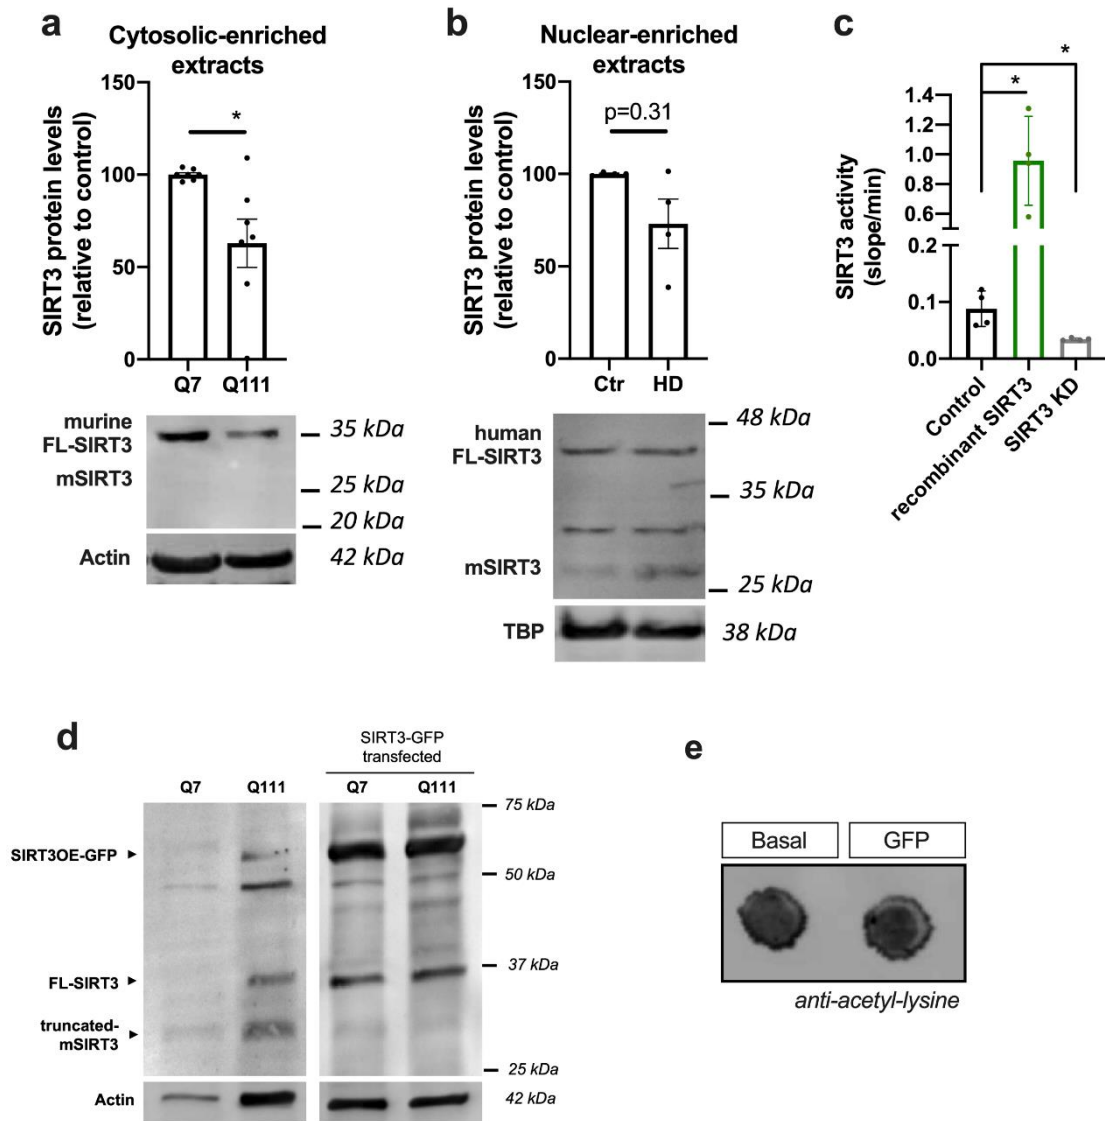 a
Cytosolic-enriched
extracts
SIRT3 protein levels
(relative to control)
150
100
50
0
*
Q7 Q111
murine
FL-SIRT3
mSIRT3
Actin
35 kDa
25 kDa
20 kDa
42 kDa
b
Nuclear-enriched
extracts
SIRT3 protein levels
(relative to control)
150
100
50
0
p=0.31
Ctr HD
human
FL-SIRT3
mSIRT3
TBP
48 kDa
35 kDa
25 kDa
38 kDa
c
SIRT3 activity
(slope/min)
1.4
1.2
1.0
0.8
0.6
0.2
0.1
0.0
*
*
Control
recombinant SIRT3
SIRT3 KD
d
SIRT3-GFP
transfected
Q7 Q111 Q7 Q111
SIRT3OE-GFP
FL-SIRT3
truncated-
mSIRT3
Actin
75 kDa
50 kDa
37 kDa
25 kDa
42 kDa
e
Basal GFP
anti-acetyl-lysine